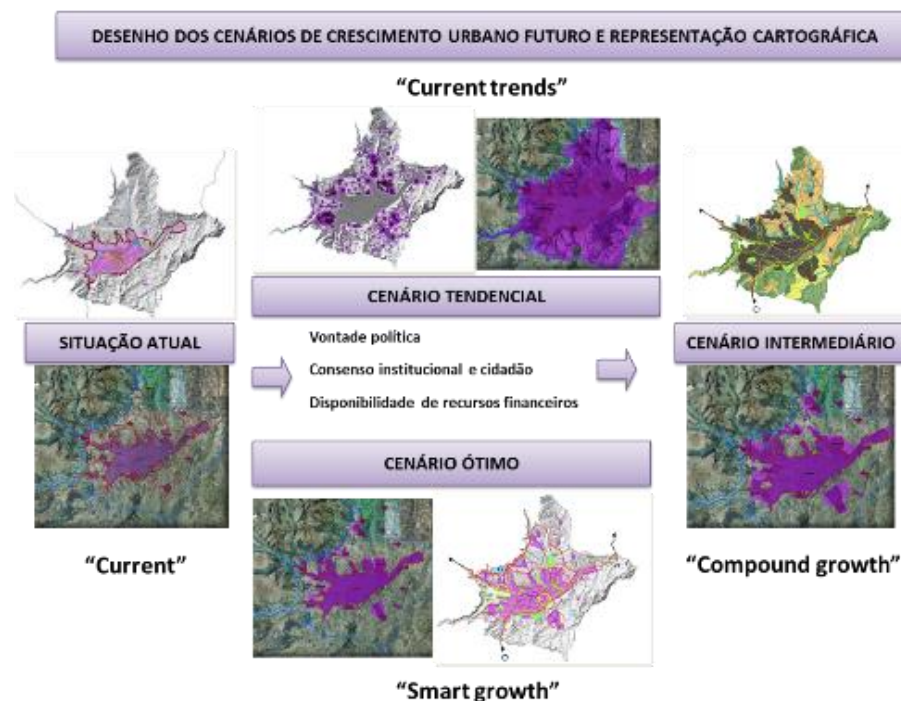 DESENHO DOS CENÁRIOS DE CRESCIMENTO URBANO FUTURO E REPRESENTAÇÃO CARTOGRÁFICA
“Current trends”
CENÁRIO TENDENCIAL
SITUAÇÃO ATUAL
Vontade política
Consenso institucional e cidadão
Disponibilidade de recursos financeiros
CENÁRIO INTERMEDIÁRIO
CENÁRIO ÓTIMO
“Current”
“Compound growth”
“Smart growth”